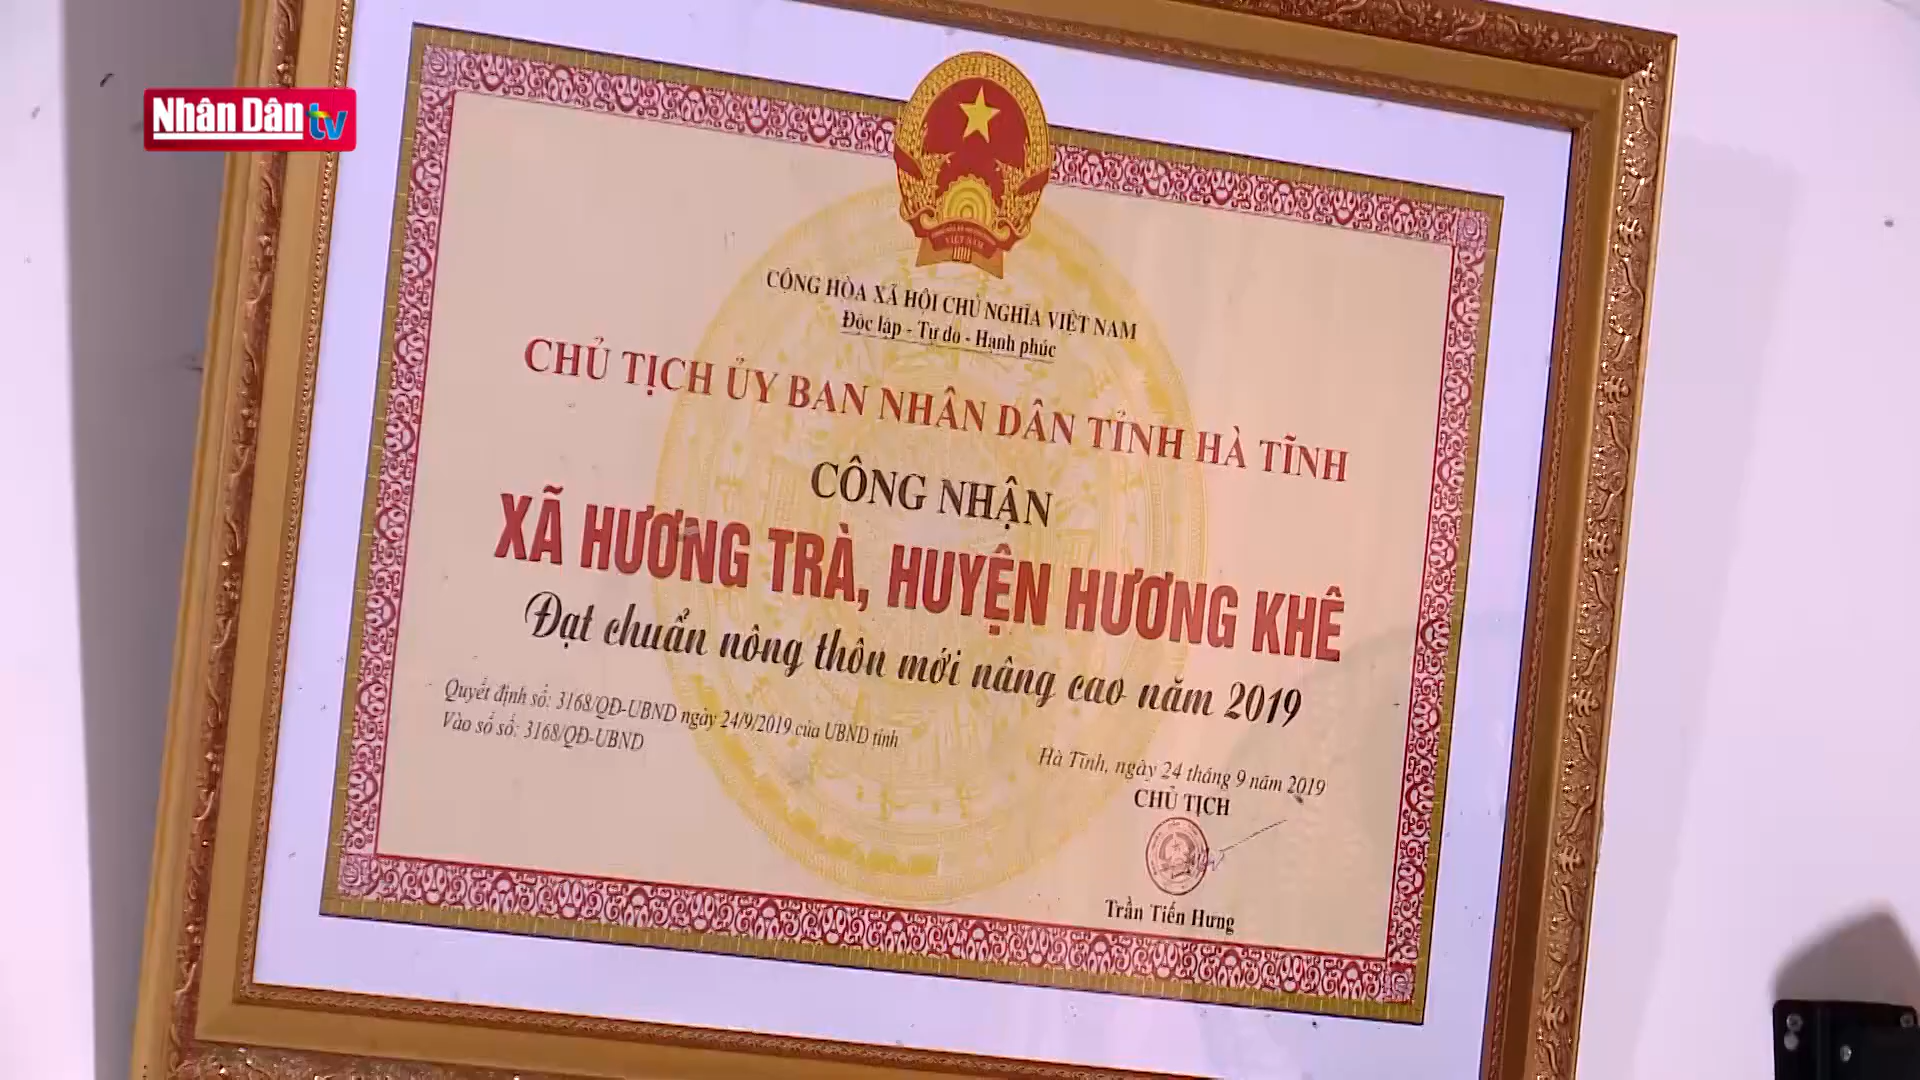 Nhân Dân tv
VIỆT NAM
CỘNG HÒA XÃ HỘI CHỦ NGHĨA VIỆT NAM
Độc lập - Tự do - Hạnh phúc
CHỦ TỊCH ỦY BAN NHÂN DÂN TỈNH HÀ TĨNH
CÔNG NHẬN
XÃ HƯƠNG TRÀ, HUYỆN HƯƠNG KHÊ
Đạt chuẩn nông thôn mới nâng cao năm 2019
Quyết định số: 3168/QĐ-UBND ngày 24/9/2019 của UBND tỉnh
Vào sổ số: 3168/QĐ-UBND
Hà Tĩnh, ngày 24 tháng 9 năm 2019
CHỦ TỊCH
Trần Tiến Hưng